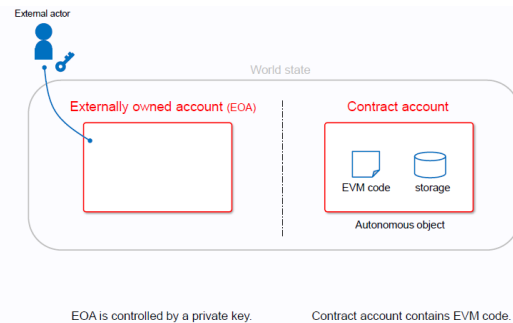 External actor
World state
Externally owned account (EOA)
Contract account
EVM code
storage
Autonomous object
EOA is controlled by a private key.
Contract account contains EVM code.